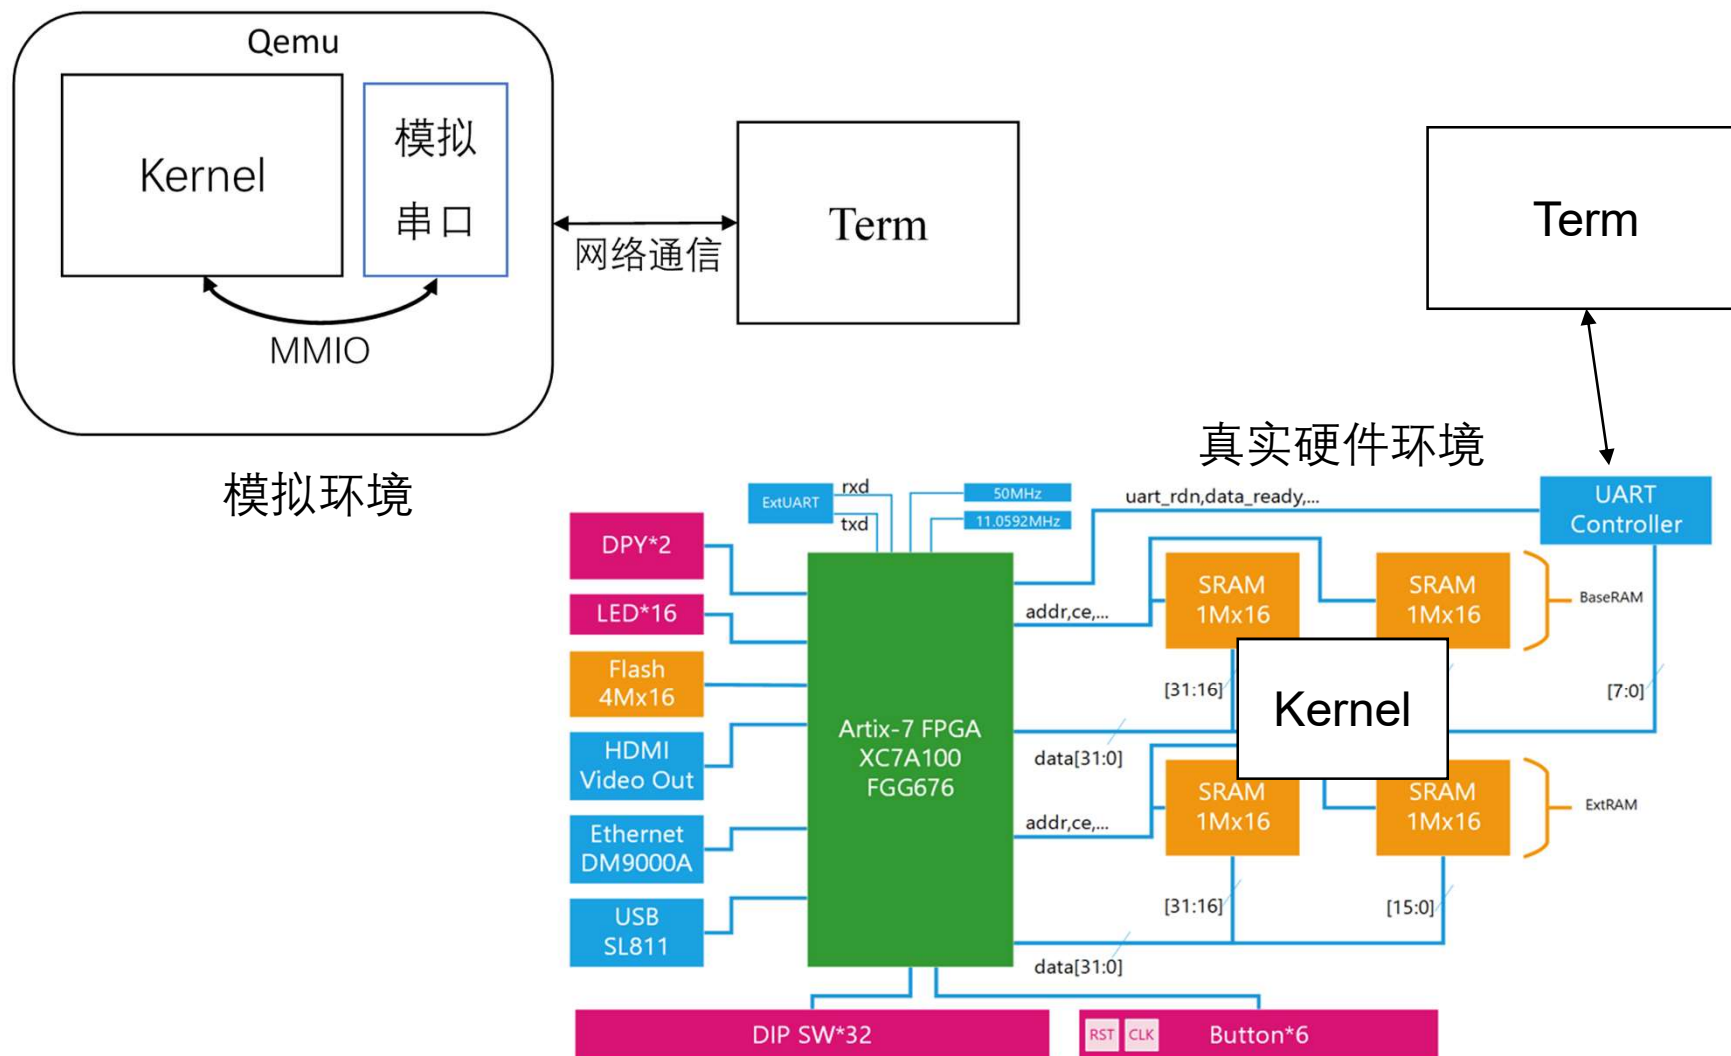 Qemu
Kernel
模拟
串口
MMIO
网络通信
Term
模拟环境
Term
真实硬件环境
ExtUART
rxd
txd
50MHz
11.0592MHz
uart_rdn,data_ready,...
UART
Controller
DPY*2
LED*16
Flash
4Mx16
HDMI
Video Out
Ethernet
DM9000A
USB
SL811
Artix-7 FPGA
XC7A100
FGG676
addr,ce,...
SRAM
1Mx16
SRAM
1Mx16
BaseRAM
[31:16]
Kernel
[7:0]
data[31:0]
addr,ce,...
SRAM
1Mx16
SRAM
1Mx16
ExtRAM
[31:16]
[15:0]
data[31:0]
DIP SW*32
RST
CLK
Button*6